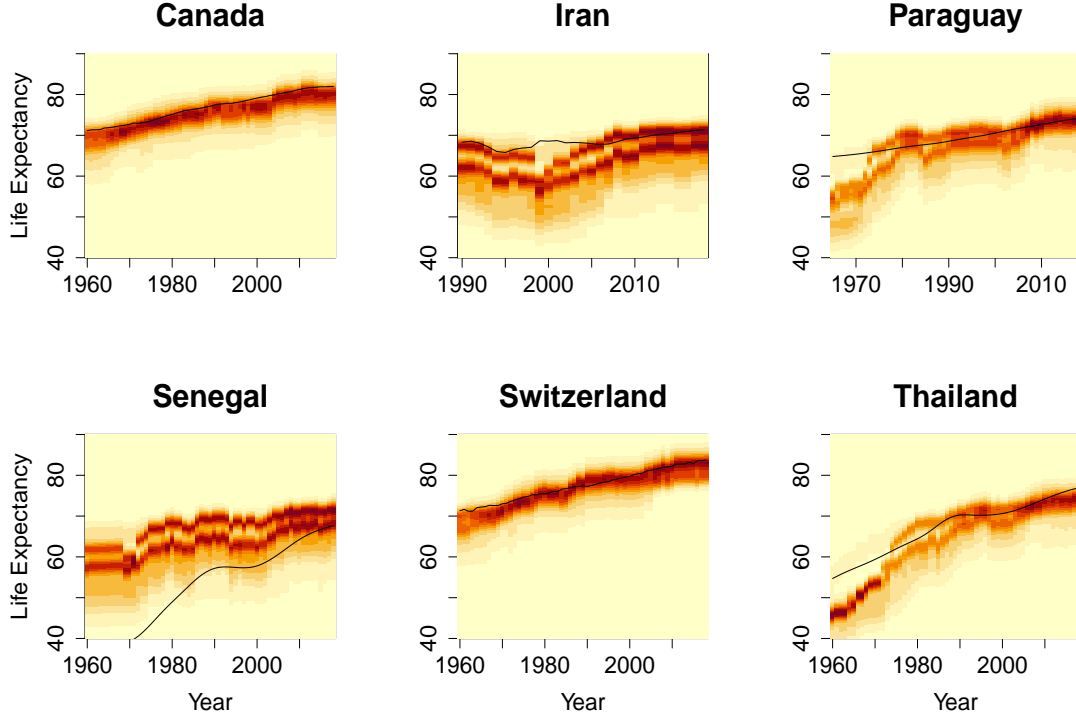 Canada
Iran
Paraguay
Life Expectancy
40 60 80
1960 1980 2000
40 60 80
1990 2000 2010
40 60 80
1970 1990 2010
Senegal
Switzerland
Thailand
Life Expectancy
40 60 80
1960 1980 2000
Year
40 60 80
1960 1980 2000
Year
40 60 80
1960 1980 2000
Year